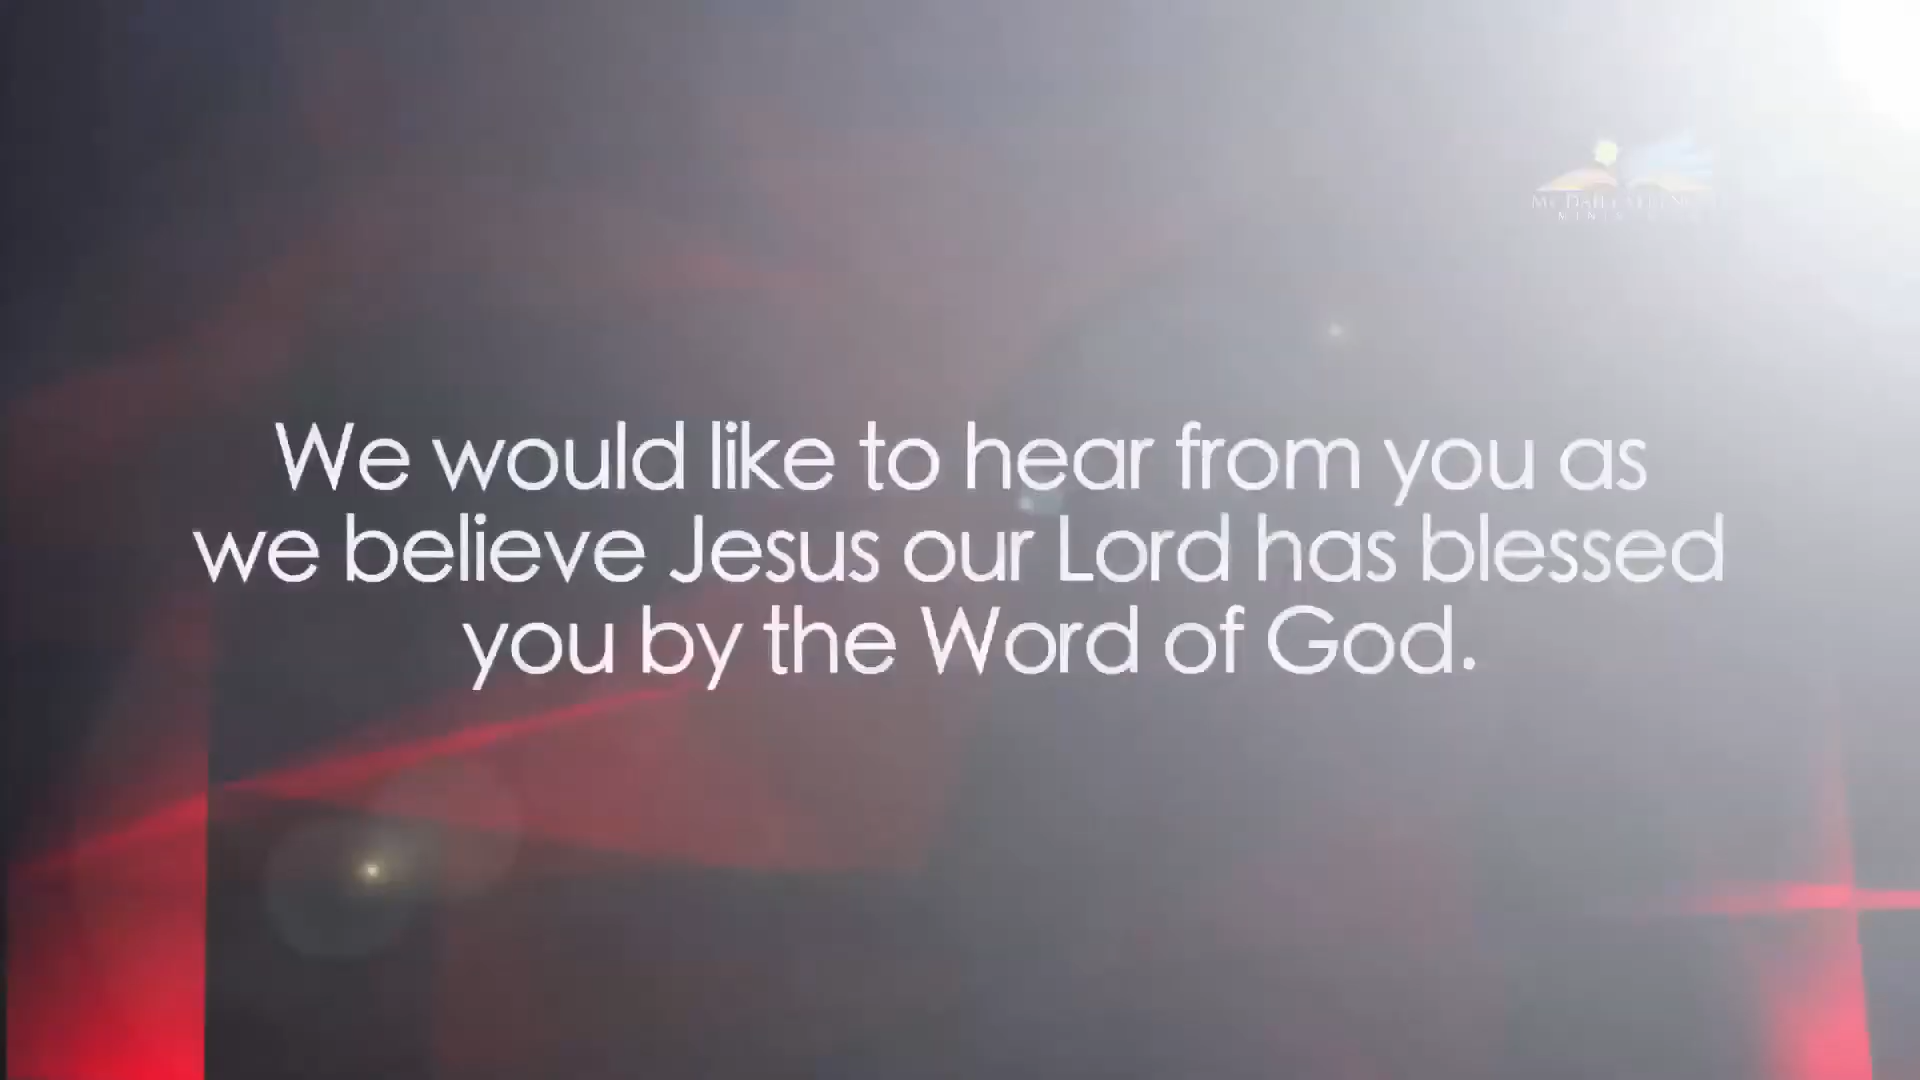 We would like to hear from you as
we believe Jesus our Lord has blessed
you by the Word of God.